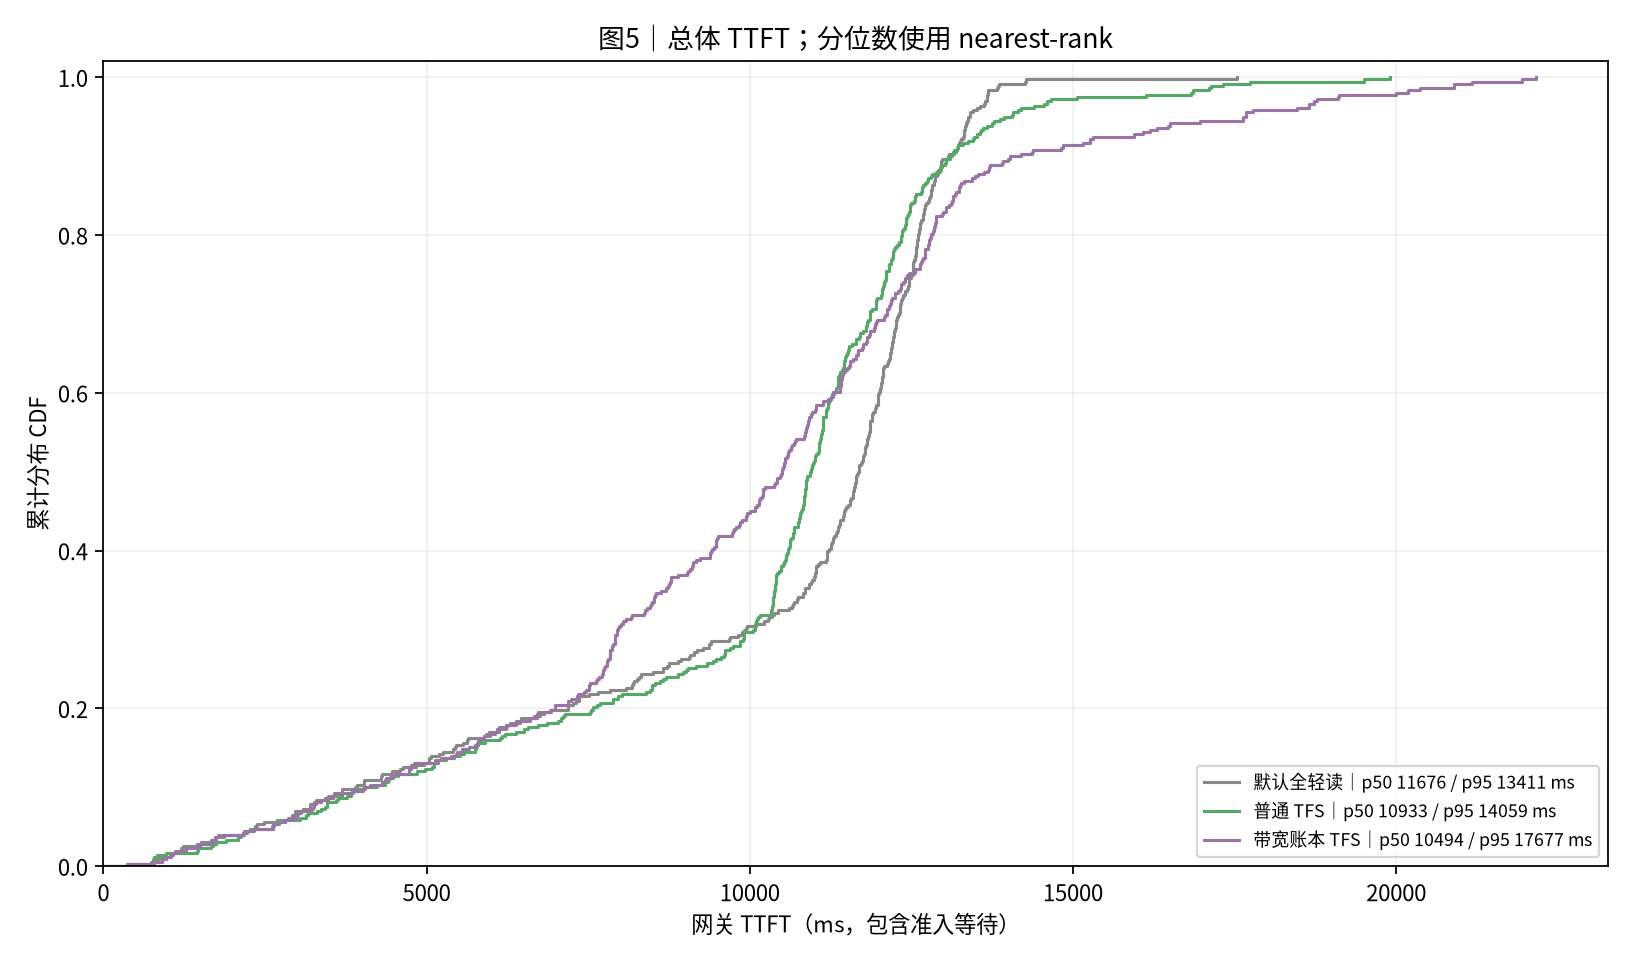 图5｜总体 TTFT；分位数使用 nearest-rank
累计分布 CDF
1.0
0.8
0.6
0.4
0.2
0.0
默认全轻读｜p50 11676 / p95 13411 ms
普通 TFS｜p50 10933 / p95 14059 ms
带宽账本 TFS｜p50 10494 / p95 17677 ms
0 5000 10000 15000 20000
网关 TTFT（ms，包含准入等待）